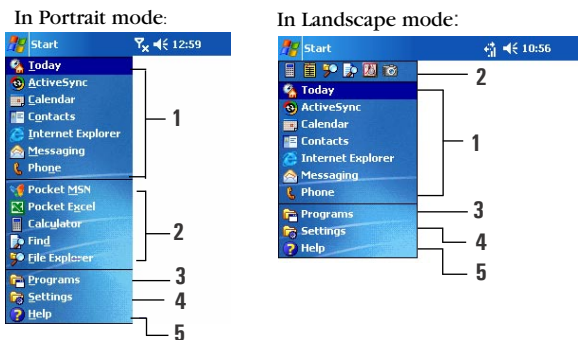 In Portrait mode:
Start 12:59
Today
ActiveSync
Calendar
Contacts
Internet Explorer
Messaging
Phone
1
Pocket MSN
Pocket Excel
Calculator
Find
File Explorer
2
Programs
3
Settings
4
Help
5
In Landscape mode:
Start 10:56
2
Today
ActiveSync
Calendar
Contacts
Internet Explorer
Messaging
Phone
1
Programs
3
Settings
4
Help
5